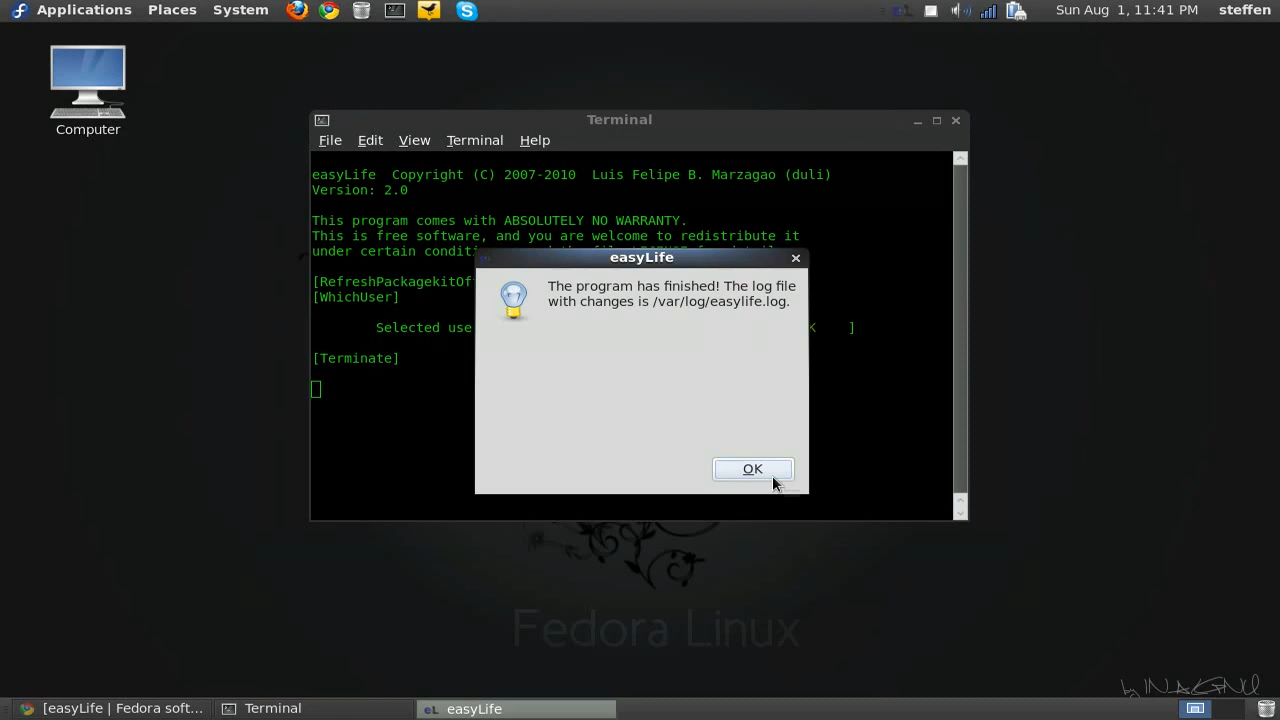 Applications Places System
Sun Aug 1, 11:41 PM steffen
Computer
Terminal
File Edit View Terminal Help
easyLife Copyright (C) 2007-2010 Luis Felipe B. Marzagao (duli)
Version: 2.0
This program comes with ABSOLUTELY NO WARRANTY.
This is free software, and you are welcome to redistribute it
under certain conditi
easyLife
[RefreshPackagekitOf
[WhichUser]
The program has finished! The log file
with changes is /var/log/easylife.log.
Selected use K ]
[Terminate]
OK
Fedora Linux
by
[easyLife | Fedora soft...
Terminal
eL easyLife